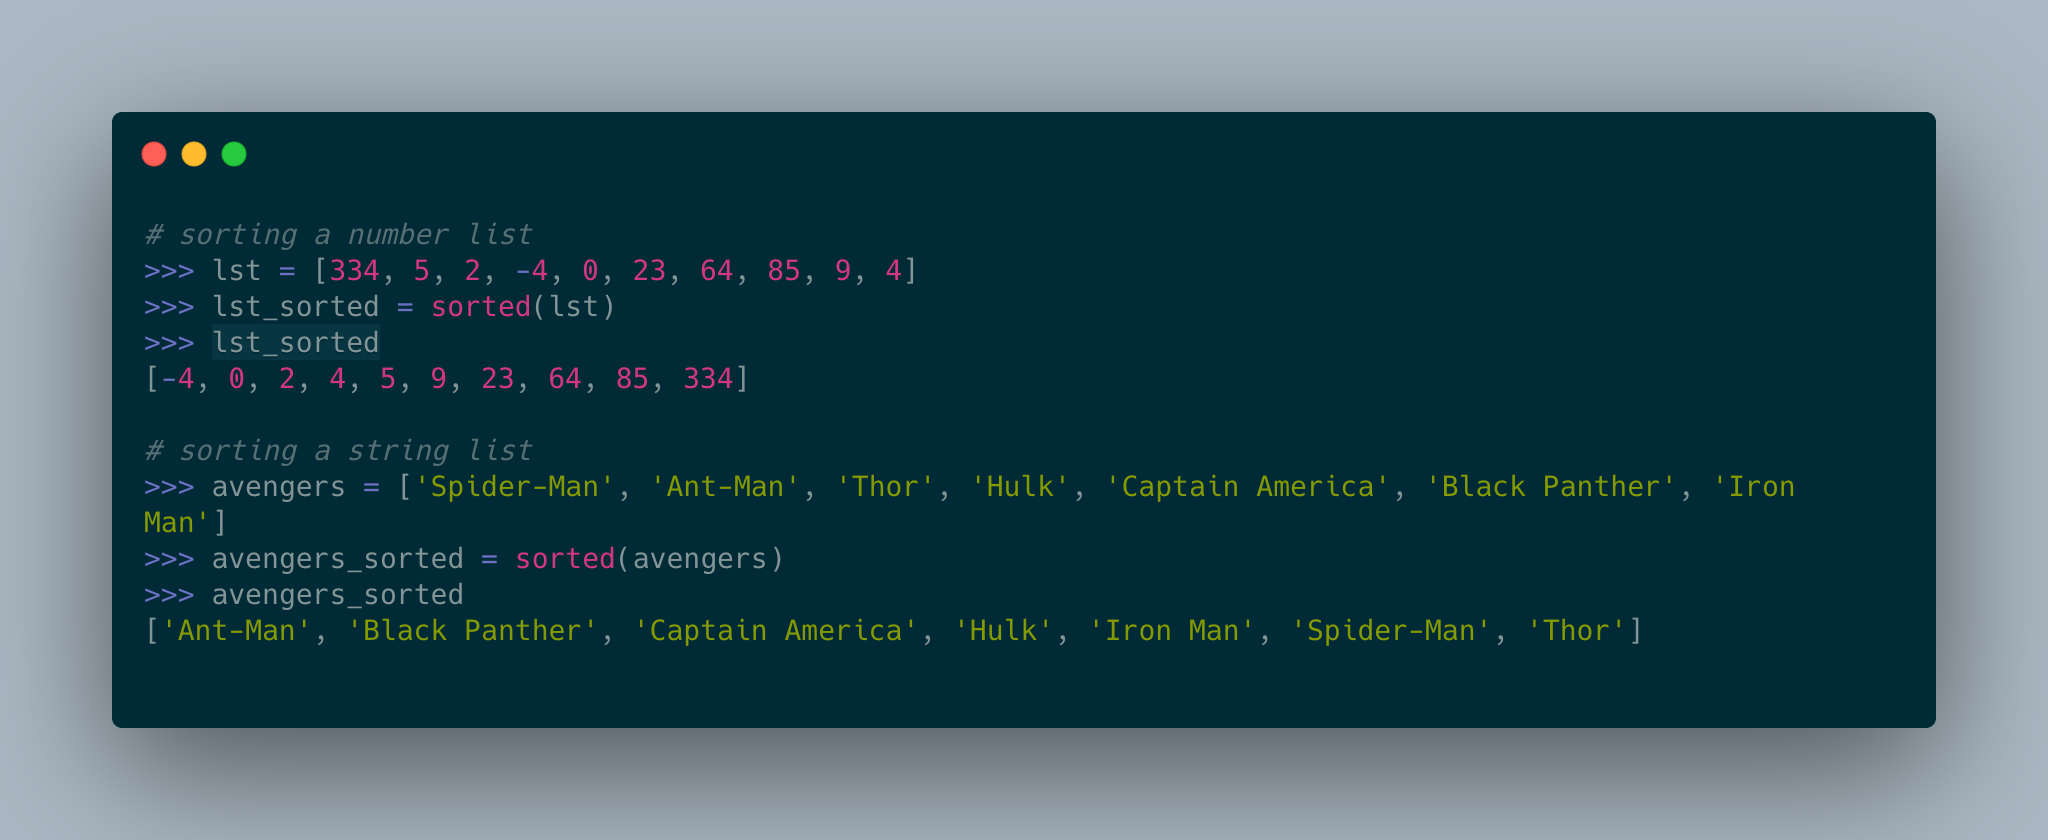 # sorting a number list
>>> lst = [334, 5, 2, -4, 0, 23, 64, 85, 9, 4]
>>> lst_sorted = sorted(lst)
>>> lst_sorted
[-4, 0, 2, 4, 5, 9, 23, 64, 85, 334]
# sorting a string list
>>> avengers = ['Spider-Man', 'Ant-Man', 'Thor', 'Hulk', 'Captain America', 'Black Panther', 'Iron
Man']
>>> avengers_sorted = sorted(avengers)
>>> avengers_sorted
['Ant-Man', 'Black Panther', 'Captain America', 'Hulk', 'Iron Man', 'Spider-Man', 'Thor']